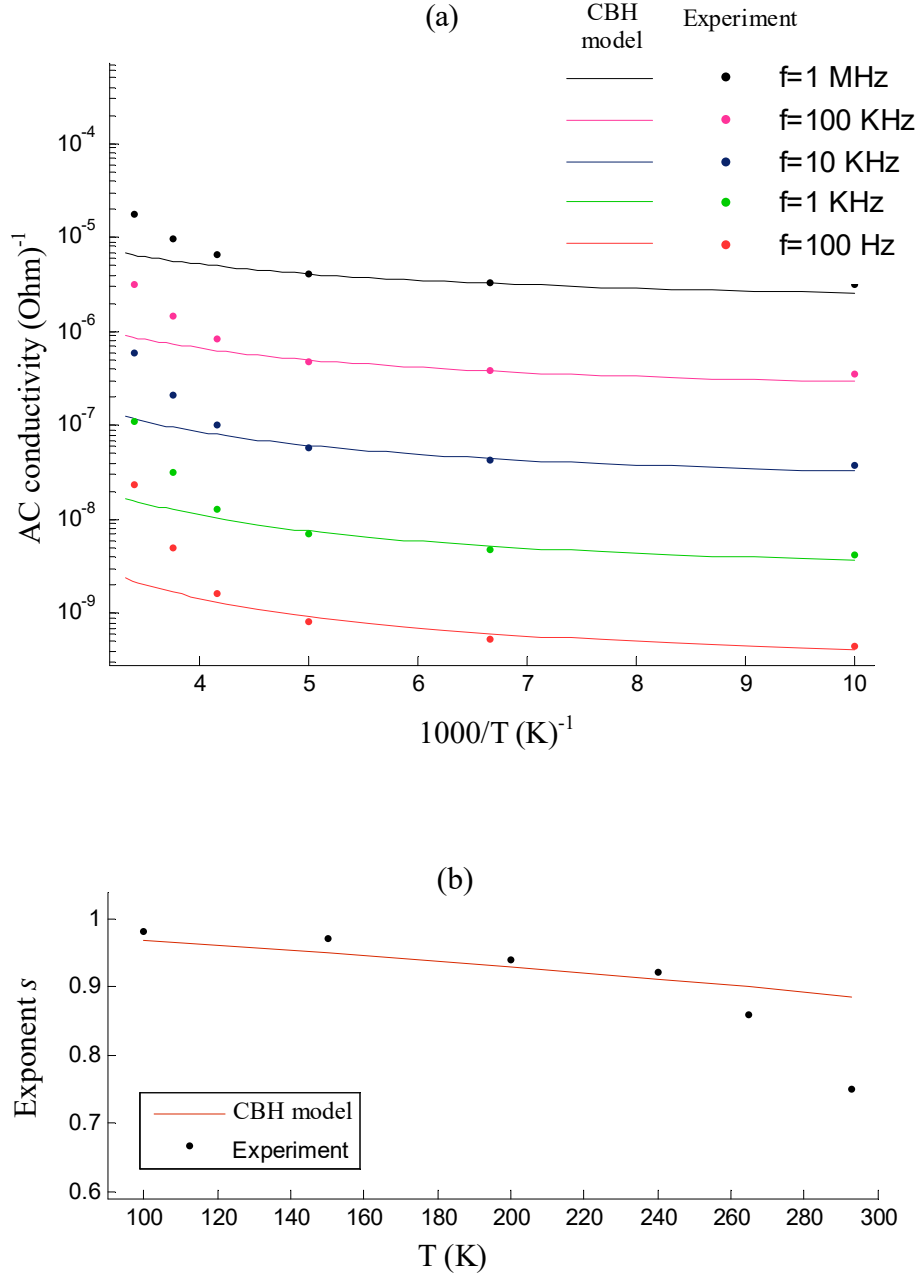 (a)
CBH
model
Experiment
f=1 MHz
f=100 KHz
f=10 KHz
f=1 KHz
f=100 Hz
AC conductivity (Ohm)-1
10-4
10-5
10-6
10-7
10-8
10-9
4 5 6 7 8 9 10
1000/T (K)-1
(b)
Exponent s
1
0.9
0.8
0.7
0.6
CBH model
Experiment
100 120 140 160 180 200 220 240 260 280 300
T (K)